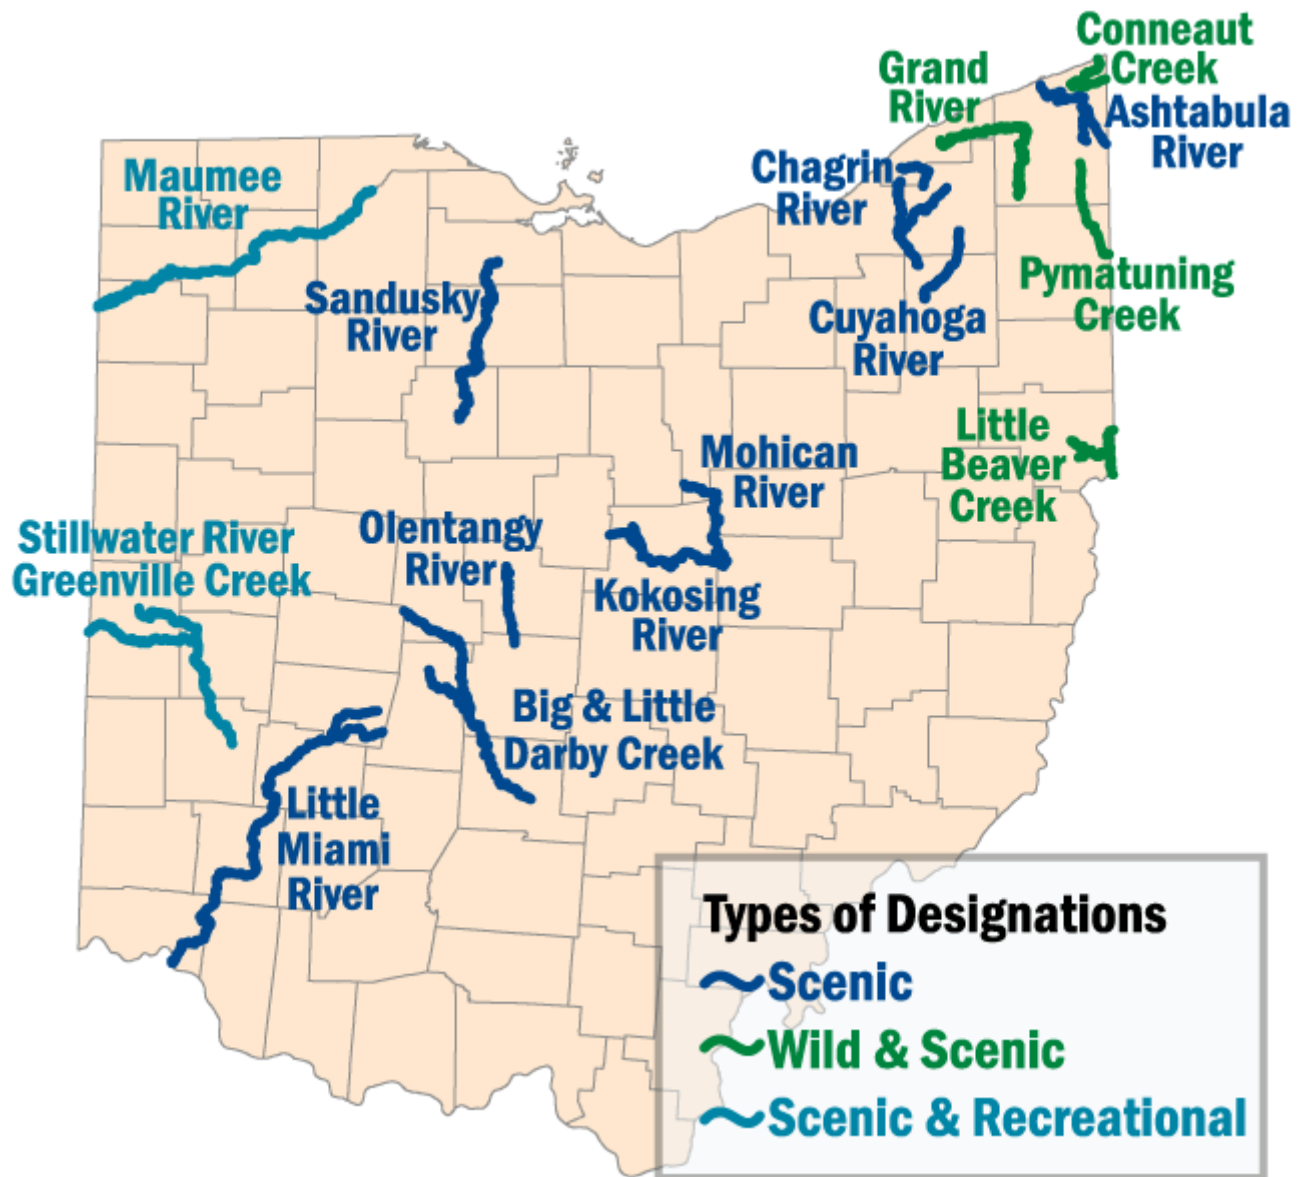 Conneaut
Creek
Grand
River
Ashtabula
River
Chagrin
River
Maumee
River
Pymatuning
Creek
Sandusky
River
Cuyahoga
River
Little
Beaver
Creek
Mohican
River
Stillwater River
Greenville Creek
Olentangy
River
Kokosing
River
Big & Little
Darby Creek
Little
Miami
River
Types of Designations
Scenic
Wild & Scenic
Scenic & Recreational